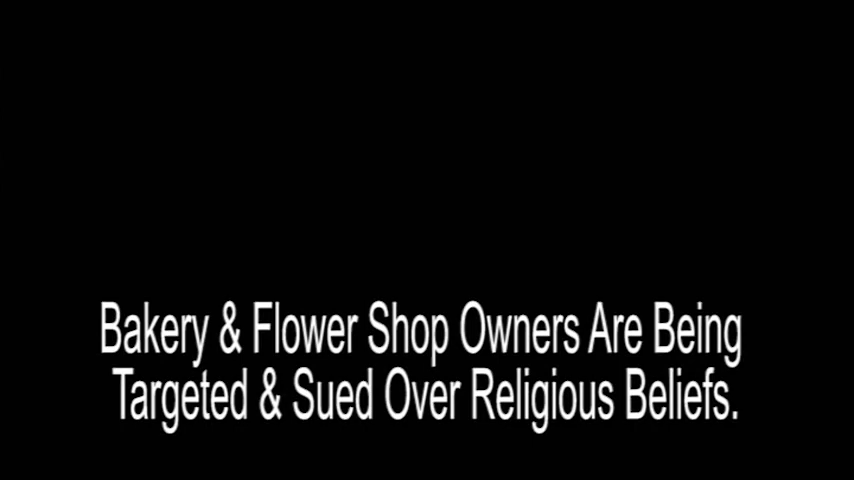 Bakery & Flower Shop Owners Are Being
Targeted & Sued Over Religious Beliefs.